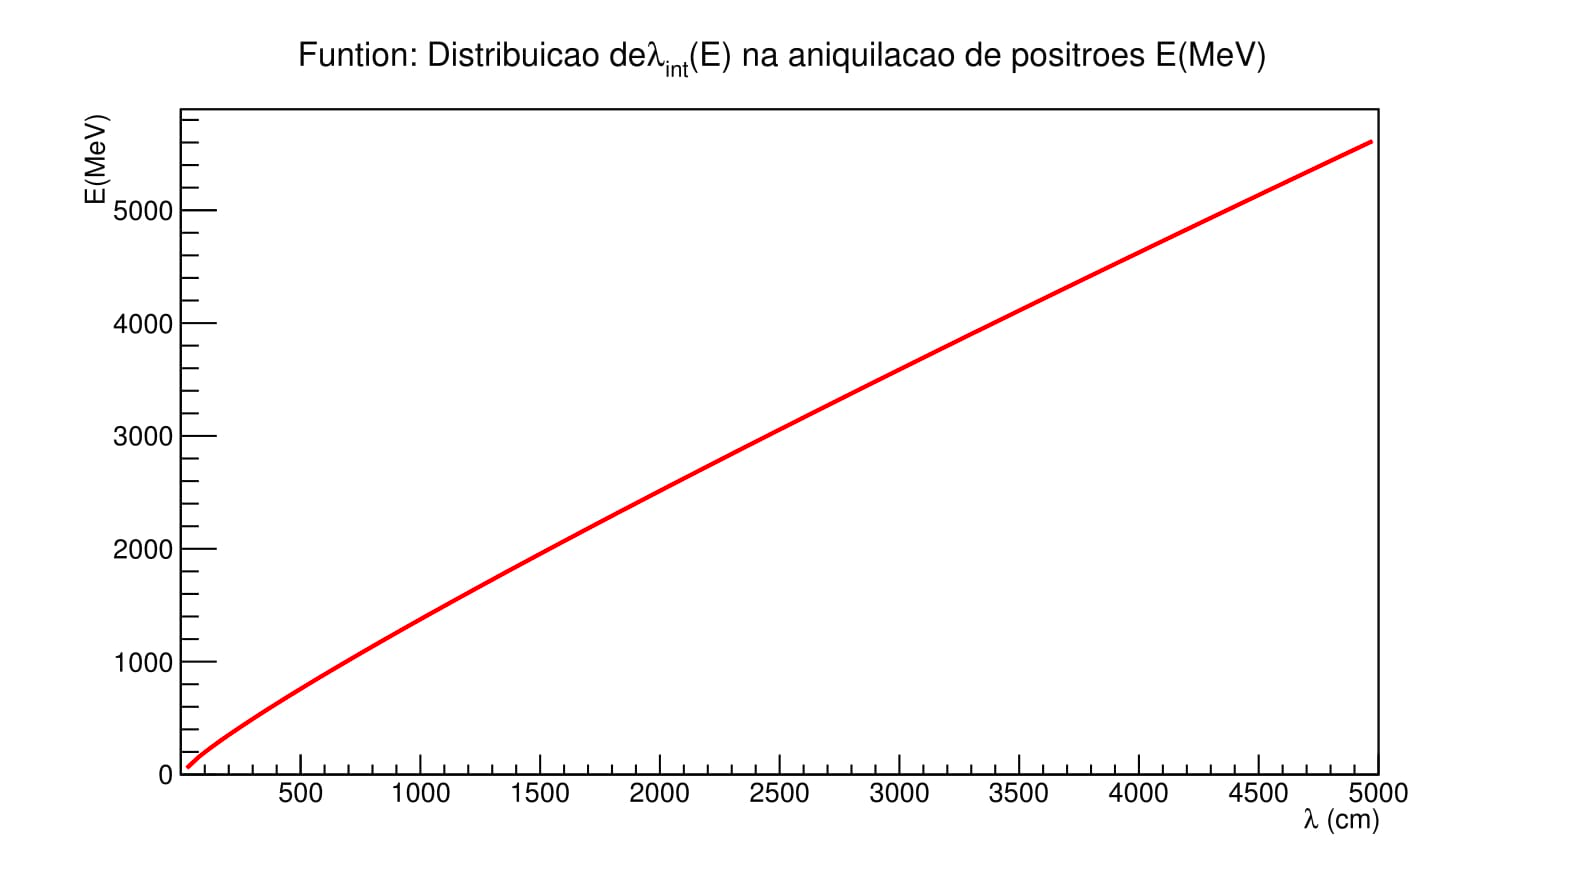 Funtion: Distribuicao deλint(E) na aniquilacao de positroes E(MeV)
E(MeV)
5000
4000
3000
2000
1000
0
500 1000 1500 2000 2500 3000 3500 4000 4500 5000
λ (cm)